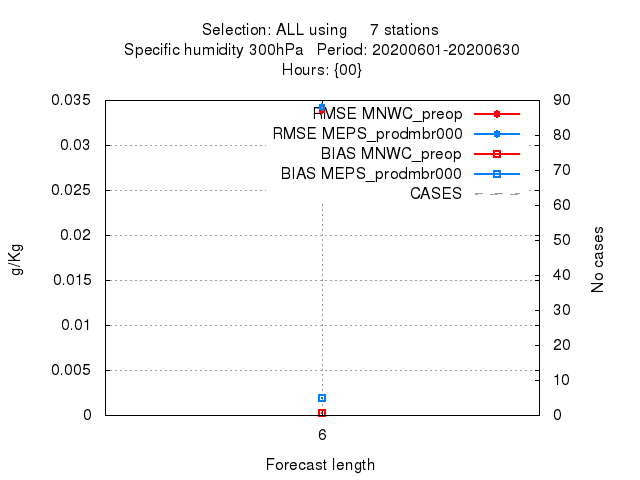 Selection: ALL using 7 stations
Specific humidity 300hPa Period: 20200601-20200630
Hours: {00}
0.035
0.03
0.025
0.02
0.015
0.01
0.005
0
g/Kg
RMSE MNWC_preop
RMSE MEPS_prodmbr000
BIAS MNWC_preop
BIAS MEPS_prodmbr000
CASES
90
80
70
60
50
40
30
20
10
0
No cases
6
Forecast length